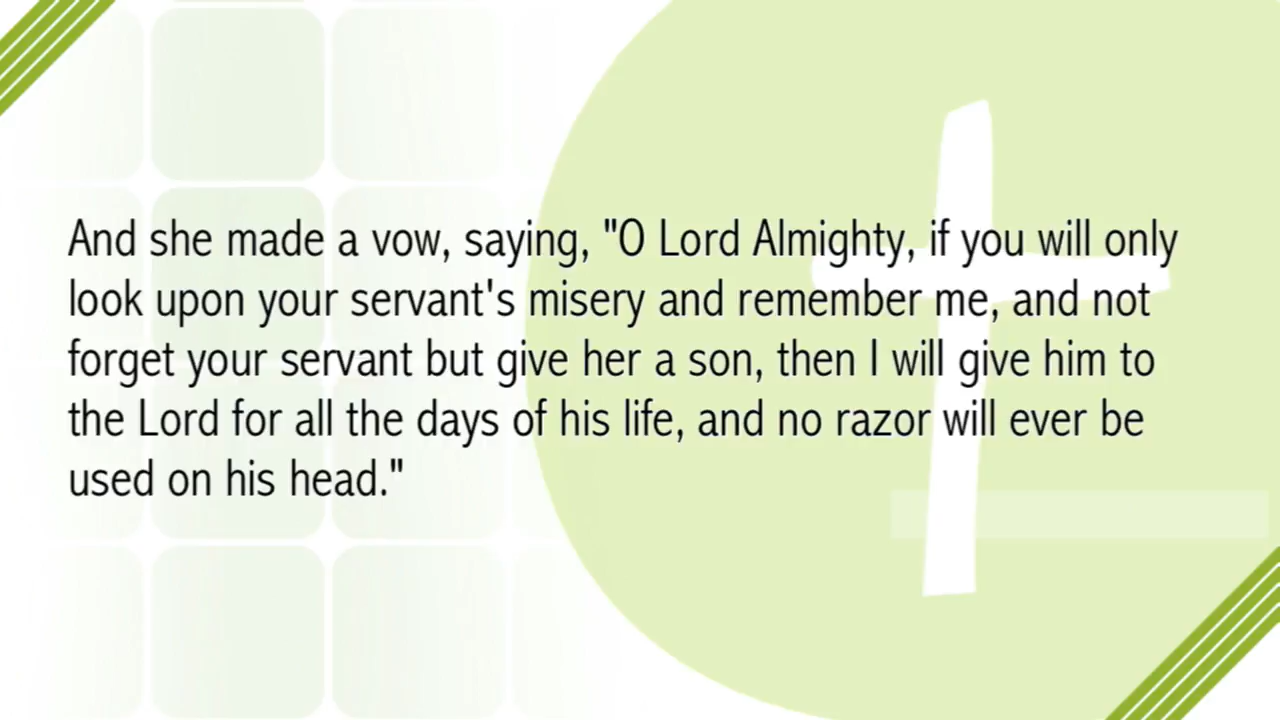 And she made a vow, saying, "O Lord Almighty, if you will only
look upon your servant's misery and remember me, and not
forget your servant but give her a son, then I will give him to
the Lord for all the days of his life, and no razor will ever be
used on his head."